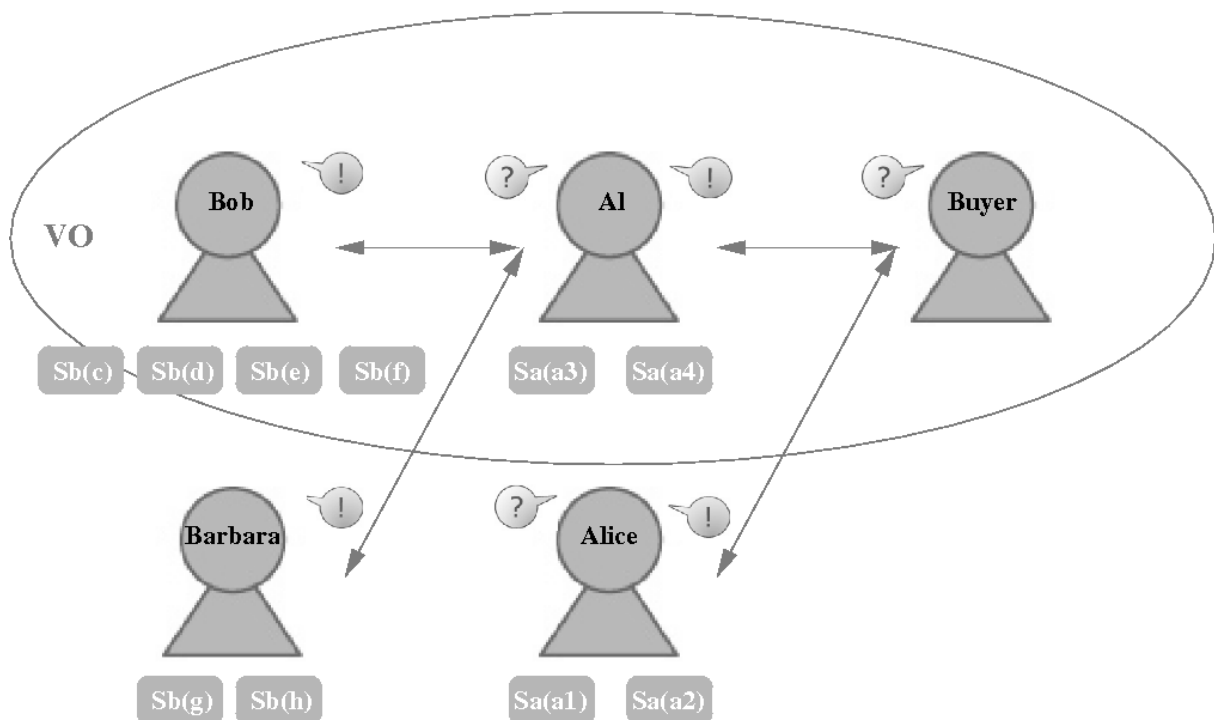 ! ? ! ?
Bob Al Buyer
VO
Sb(c) Sb(d) Sb(e) Sb(f) Sa(a3) Sa(a4)
! ? !
Barbara Alice
Sb(g) Sb(h) Sa(a1) Sa(a2)